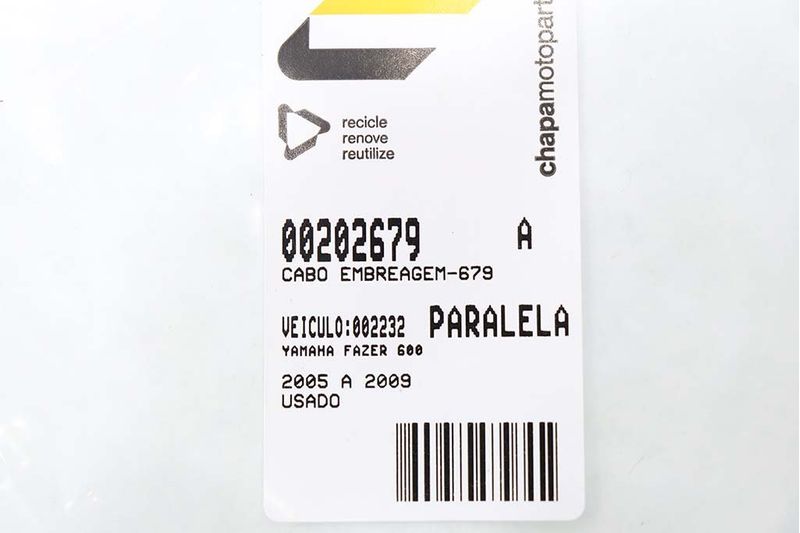 chapamotopart
recicle
renove
reutilize
00202679 A
CABO EMBREAGEM-679
VEICULO:002232 PARALELA
YAMAHA FAZER 600
2005 A 2009
USADO